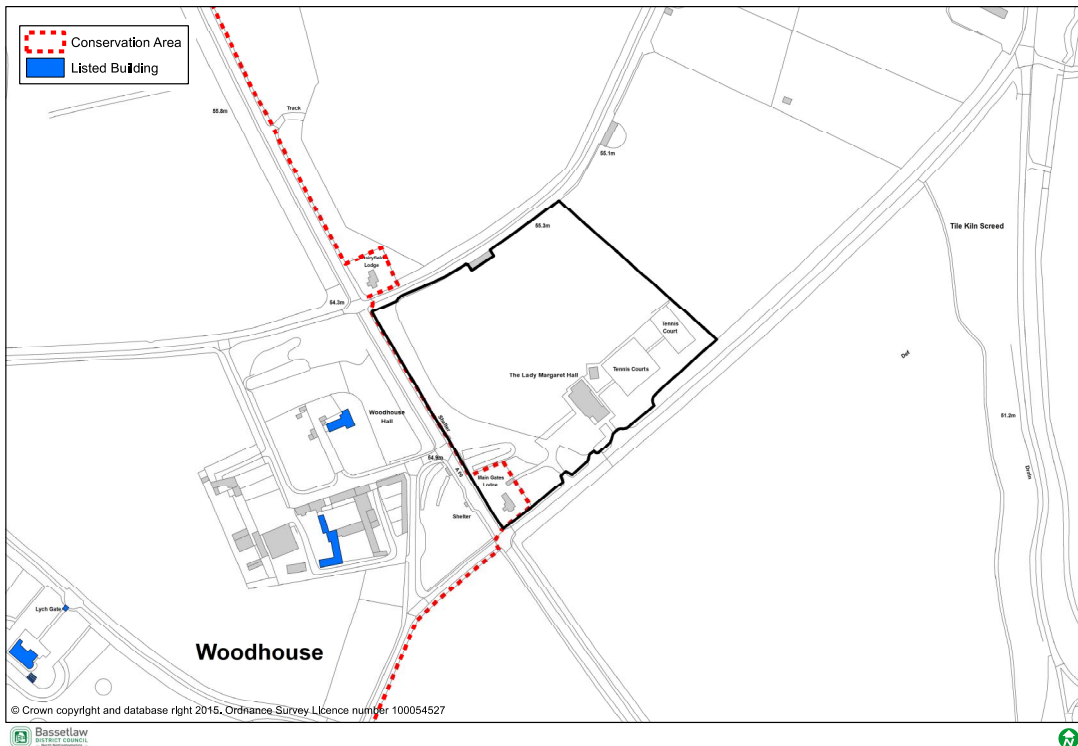 Conservation Area
Listed Building
55.8m
Track
55.1m
Tile Kiln Screed
55.3m
Lodge
54.3m
Tennis
Court
Tennis Courts
The Lady Margaret Hall
Def
51.2m
Woodhouse
Hall
Shelter
54.9m
Main Gates
Lodge
Drain
Shelter
Lych Gate
Woodhouse
© Crown copyright and database right 2015. Ordnance Survey Licence number 100054527
Bassetlaw
DISTRICT COUNCIL
N